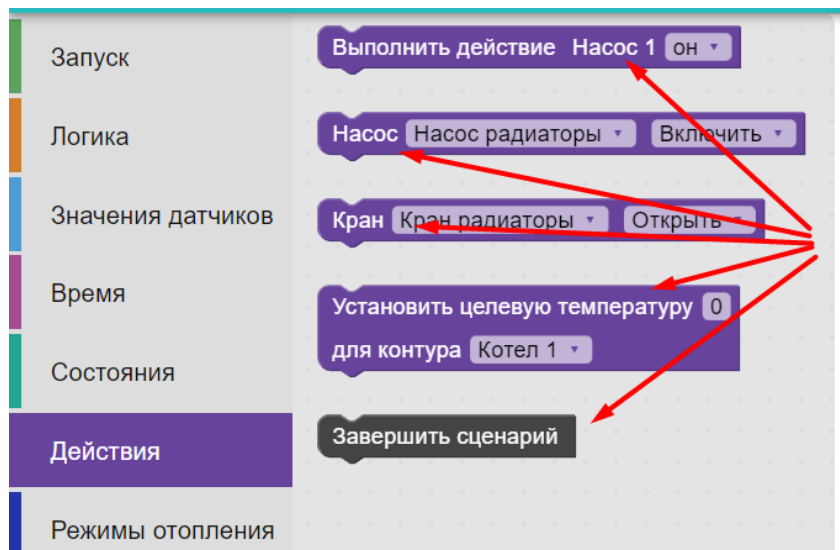 Запуск
Логика
Значения датчиков
Время
Состояния
Действия
Режимы отопления
Выполнить действие Насос 1 он
Насос Насос радиаторы Включить
Кран Кран радиаторы Открыть
Установить целевую температуру 0
для контура Котел 1
Завершить сценарий